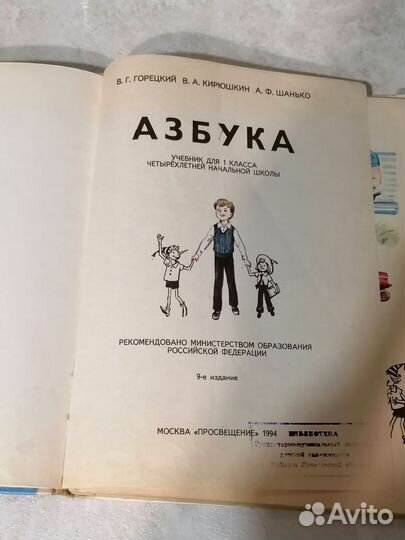 В. Г. ГОРЕЦКИЙ В. А. КИРЮШКИН А. Ф. ШАНЬКО
АЗБУКА
УЧЕБНИК ДЛЯ 1 КЛАССА
ЧЕТЫРЁХЛЕТНЕЙ НАЧАЛЬНОЙ ШКОЛЫ
РЕКОМЕНДОВАНО МИНИСТЕРСТВОМ ОБРАЗОВАНИЯ
РОССИЙСКОЙ ФЕДЕРАЦИИ
9-е издание
МОСКВА «ПРОСВЕЩЕНИЕ» 1994
БИБЛИОТЕКА
Avito